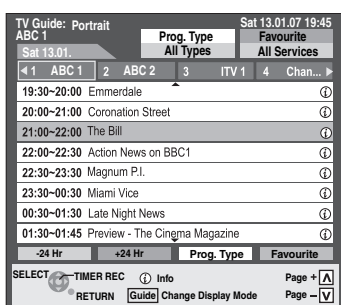 TV Guide: Portrait Sat 13.01.07 19:45
ABC 1 Prog. Type Favourite
Sat 13.01. All Types All Services
1 ABC 1 2 ABC 2 3 ITV 1 4 Chan...
19:30~20:00 Emmerdale
20:00~21:00 Coronation Street
21:00~22:00 The Bill
22:00~22:30 Action News on BBC1
22:30~23:30 Magnum P.I.
23:30~00:30 Miami Vice
00:30~01:30 Late Night News
01:30~01:45 Preview - The Cinema Magazine
-24 Hr +24 Hr Prog. Type Favourite
SELECT TIMER REC i Info Page +
RETURN Guide Change Display Mode Page –